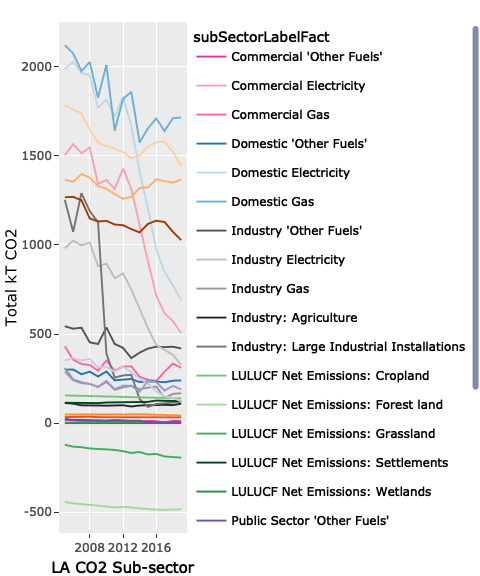 subSectorLabelFact
Commercial 'Other Fuels'
Commercial Electricity
Commercial Gas
Domestic 'Other Fuels'
Domestic Electricity
Domestic Gas
Industry 'Other Fuels'
Industry Electricity
Industry Gas
Industry: Agriculture
Industry: Large Industrial Installations
LULUCF Net Emissions: Cropland
LULUCF Net Emissions: Forest land
LULUCF Net Emissions: Grassland
LULUCF Net Emissions: Settlements
LULUCF Net Emissions: Wetlands
Public Sector 'Other Fuels'
Total kT CO2
2000
1500
1000
500
0
−500
2008 2012 2016
LA CO2 Sub-sector